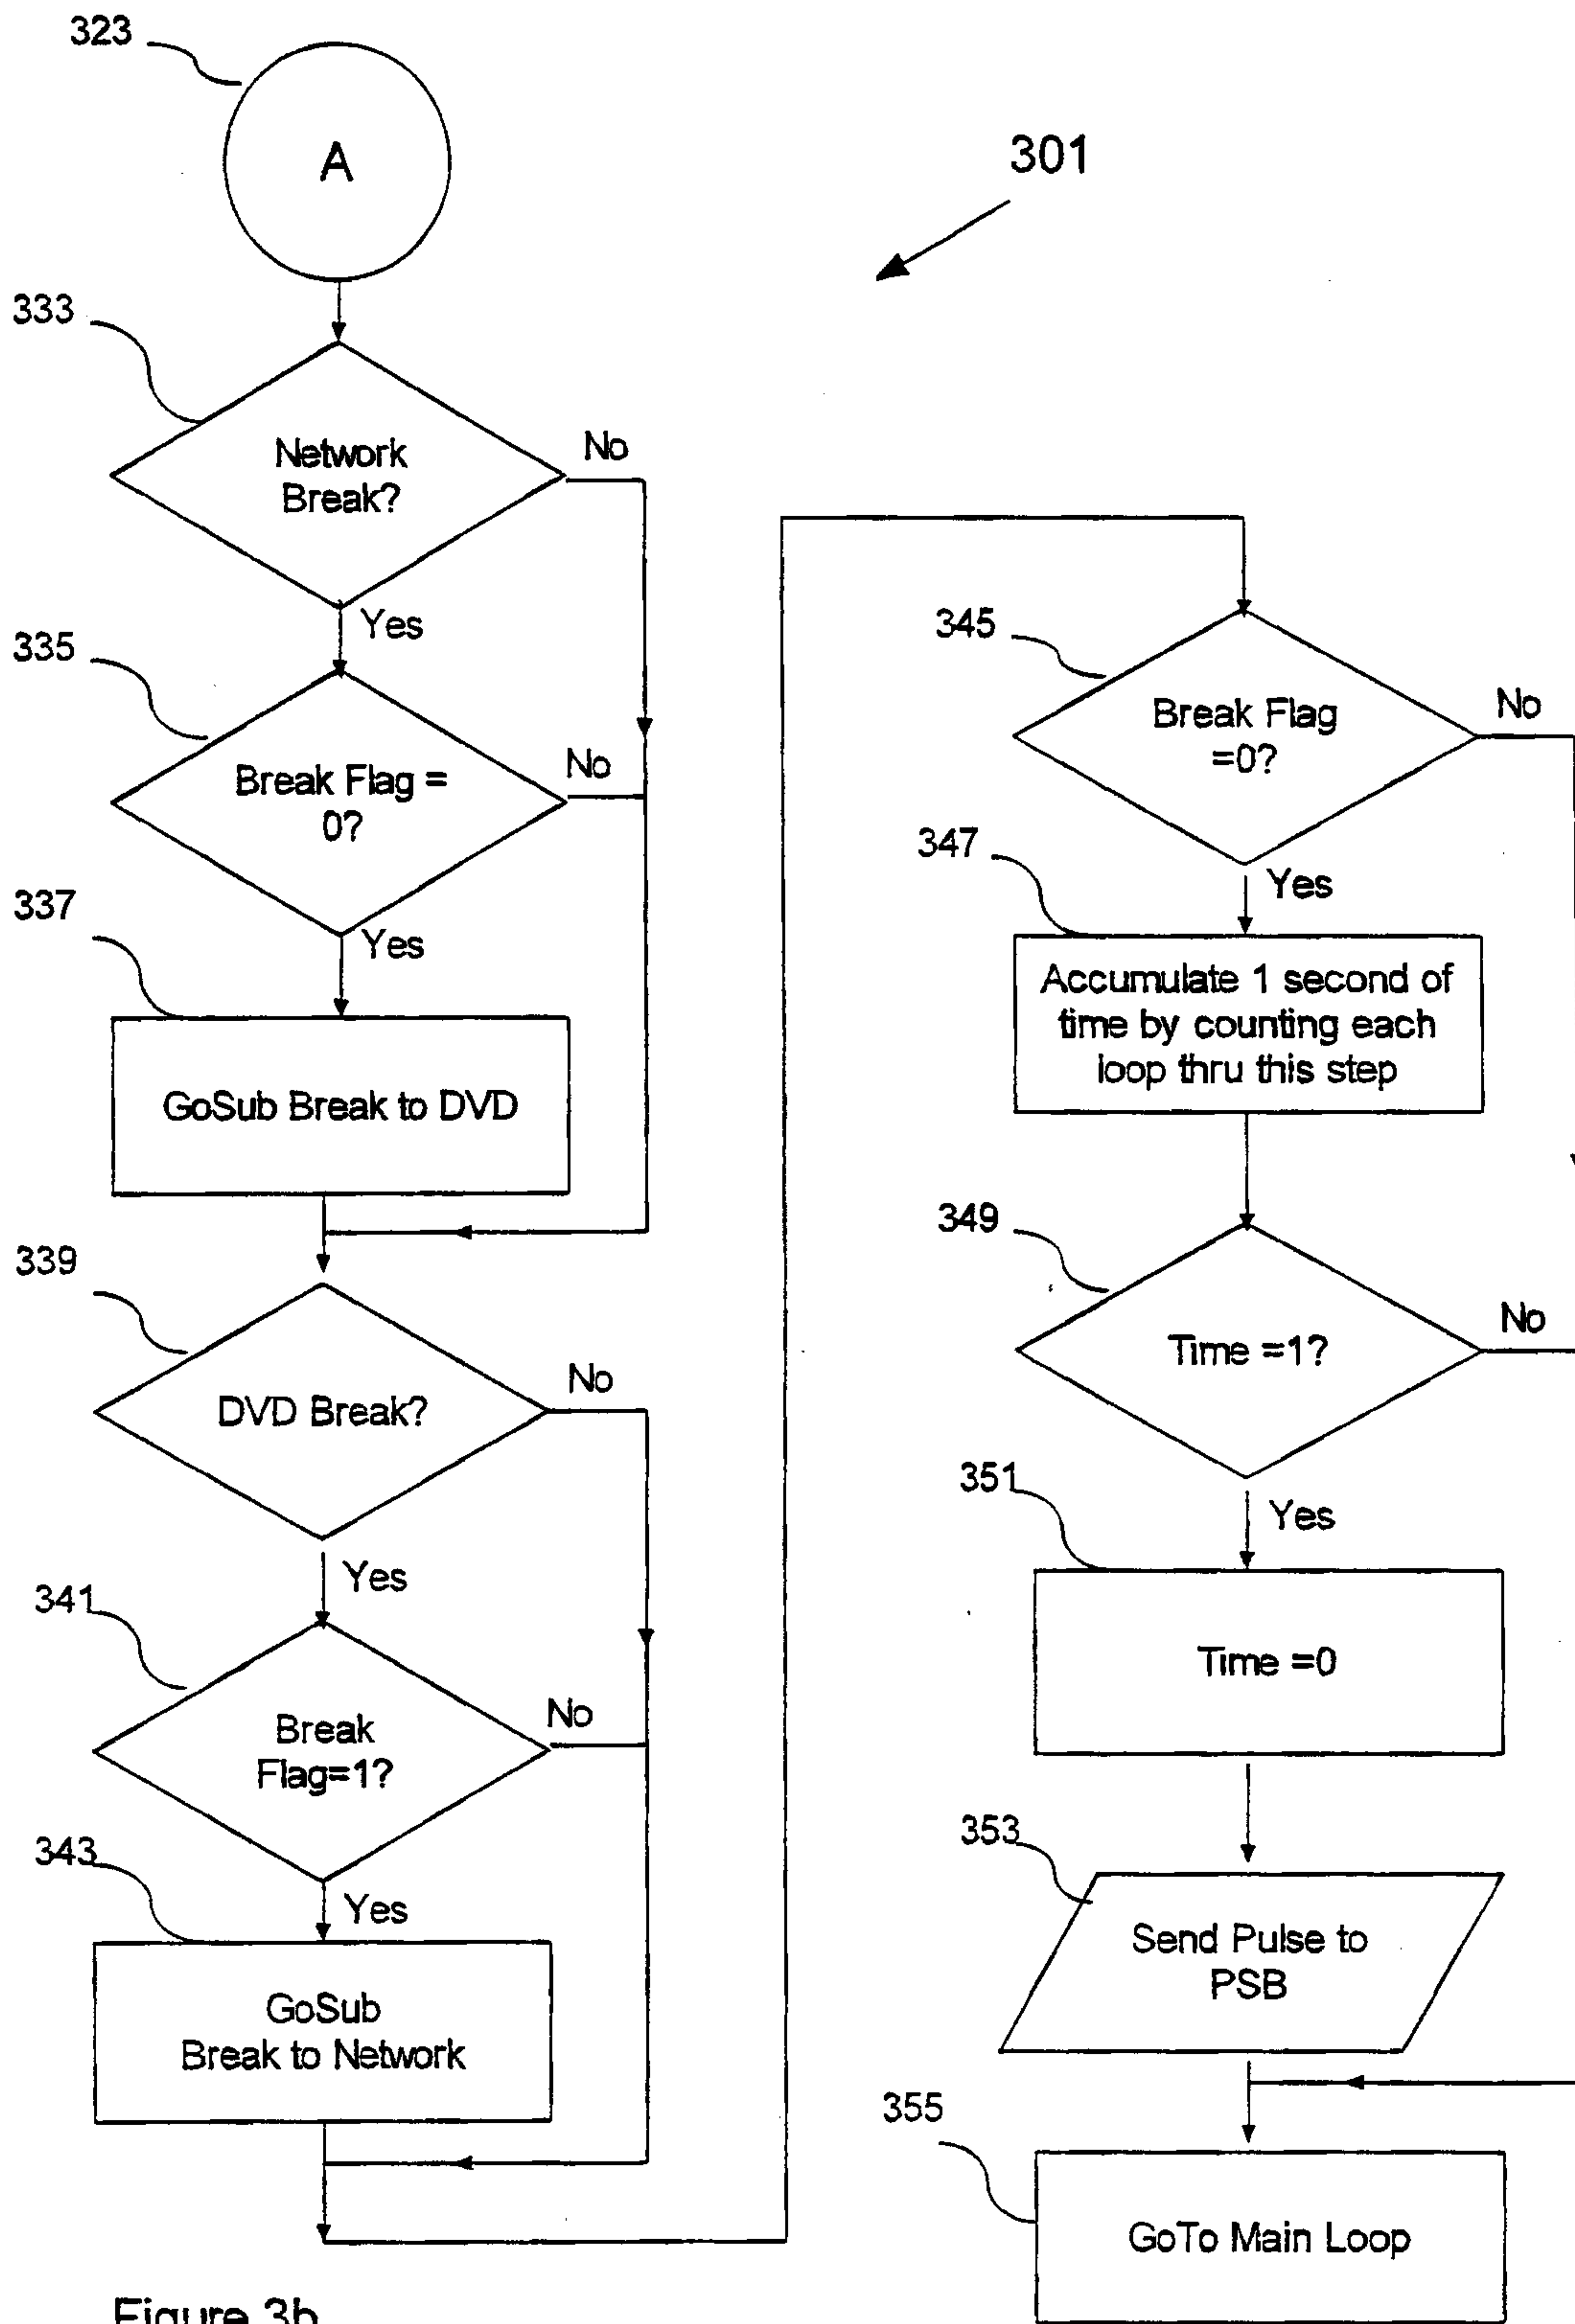 323
A
301
333
Network
Break?
No
Yes
335
Break Flag =
0?
No
Yes
337
GoSub Break to DVD
339
DVD Break?
No
Yes
341
Break
Flag=1?
No
Yes
343
GoSub
Break to Network
345
Break Flag
=0?
No
Yes
347
Accumulate 1 second of
time by counting each
loop thru this step
349
Time =1?
No
Yes
351
Time =0
353
Send Pulse to
PSB
355
GoTo Main Loop
Figure 3b